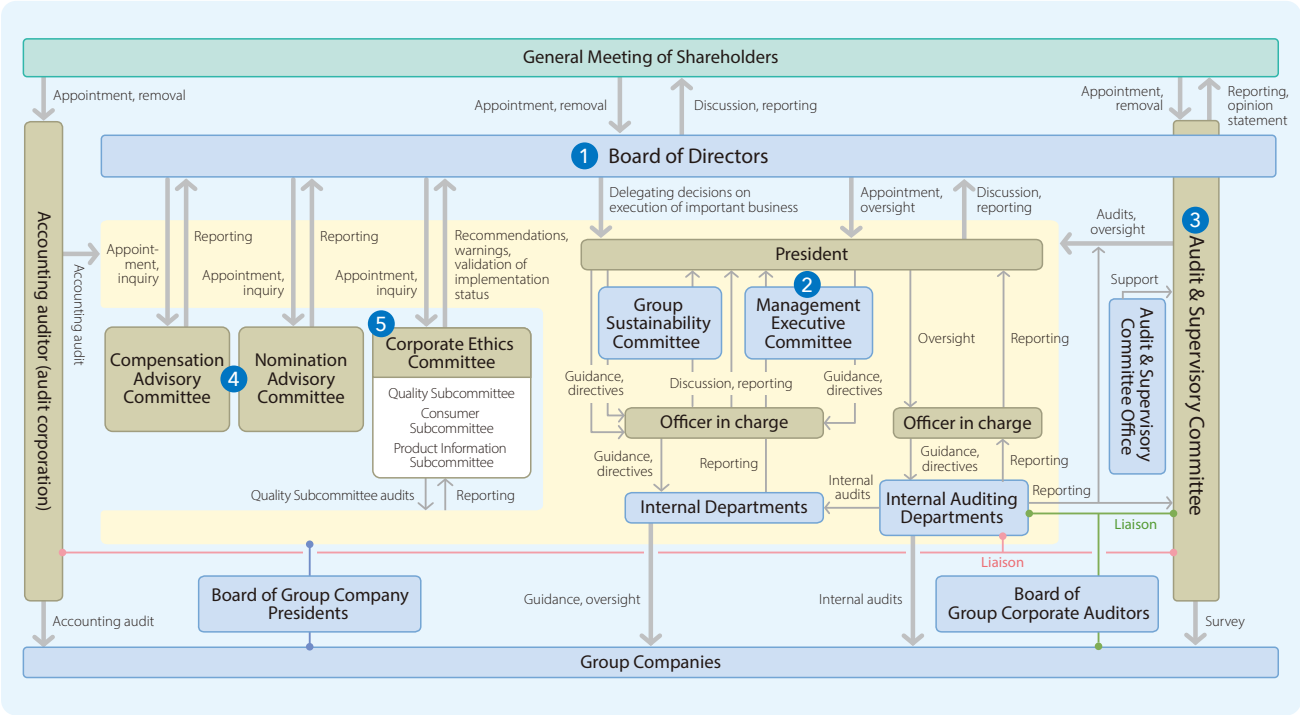 General Meeting of Shareholders
Appointment, removal
Appointment, removal
Discussion, reporting
Appointment,
removal
Reporting,
opinion
statement
1 Board of Directors
Accounting auditor (audit corporation)
Accounting audit
Appoint-
ment,
inquiry
Reporting
Appointment,
inquiry
Reporting
Appointment,
inquiry
Recommendations,
warnings,
validation of
implementation
status
Delegating decisions on
execution of important business
Appointment,
oversight
Discussion,
reporting
Audits,
oversight
3 Audit & Supervisory Committee
President
Support
Audit & Supervisory
Committee Office
Group
Sustainability
Committee
2
Management
Executive
Committee
Compensation
Advisory
Committee
4
Nomination
Advisory
Committee
5
Corporate Ethics
Committee
Quality Subcommittee
Consumer
Subcommittee
Product Information
Subcommittee
Oversight
Reporting
Guidance,
directives
Discussion, reporting
Guidance,
directives
Officer in charge
Officer in charge
Guidance,
directives
Reporting
Guidance,
directives
Reporting
Quality Subcommittee audits
Reporting
Internal
audits
Internal Departments
Internal Auditing
Departments
Reporting
Liaison
Liaison
Board of Group Company
Presidents
Guidance, oversight
Internal audits
Board of
Group Corporate Auditors
Accounting audit
Survey
Group Companies